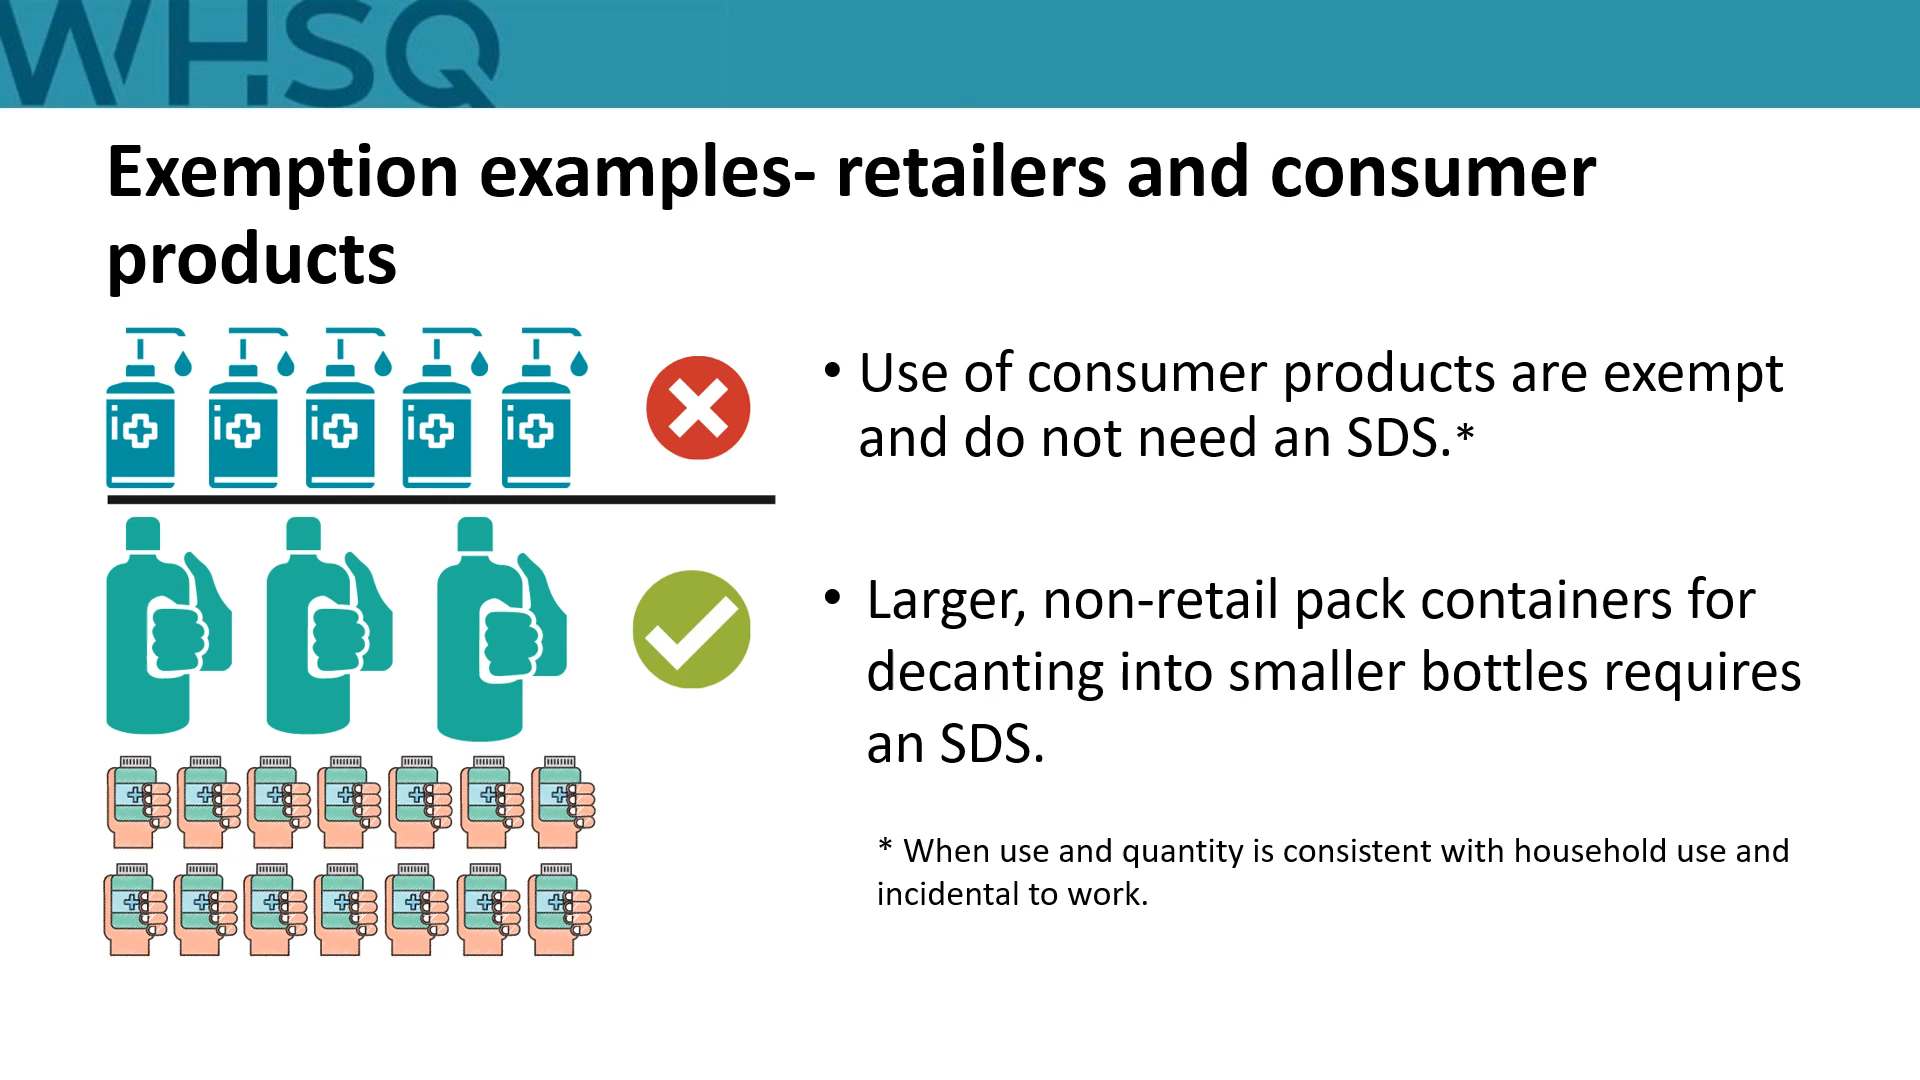 WHSQ
Exemption examples- retailers and consumer
products
• Use of consumer products are exempt
and do not need an SDS.*
• Larger, non-retail pack containers for
decanting into smaller bottles requires
an SDS.
* When use and quantity is consistent with household use and
incidental to work.